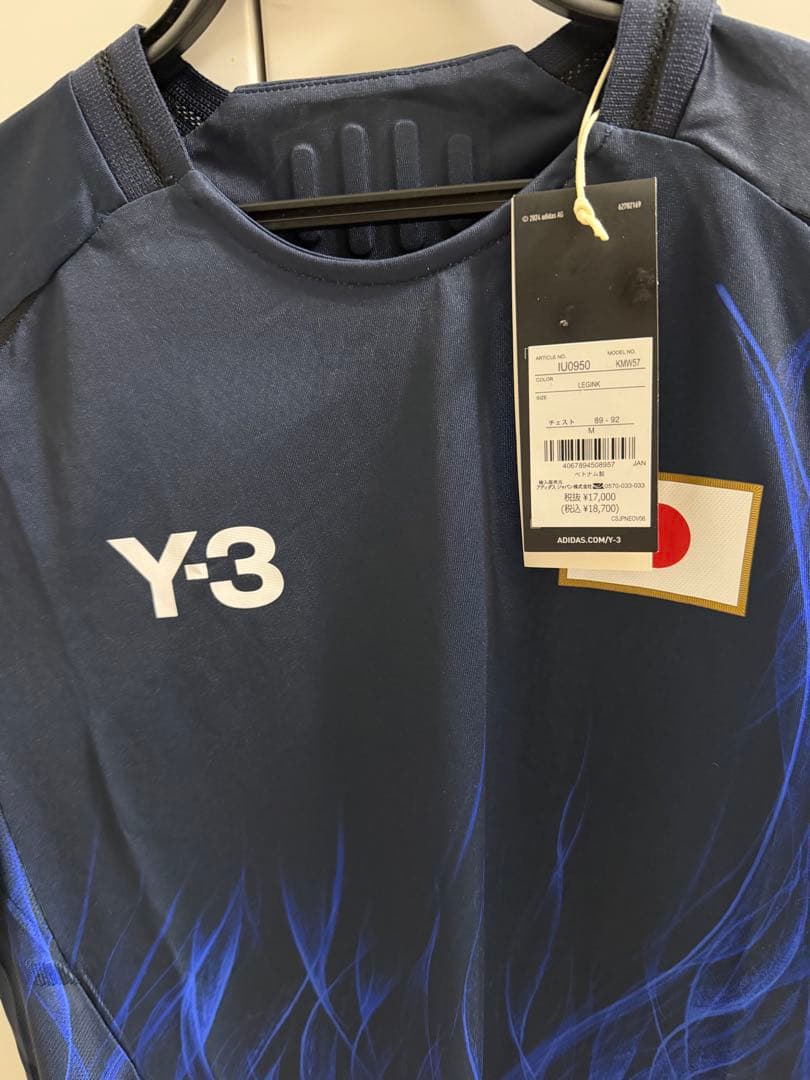 © 2024 adidas AG
62782169
ARTICLE NO.
MODEL NO.
IU0950
KMW57
COLOR
LEGINK
SIZE
チェスト 89 - 92
M
4067894508957 JAN
ベトナム製
輸入販売元
アディダス ジャパン株式会社 0570-033-033
税抜 ¥17,000
(税込 ¥18,700)
CSJPNEOV06
ADIDAS.COM/Y-3
Y-3